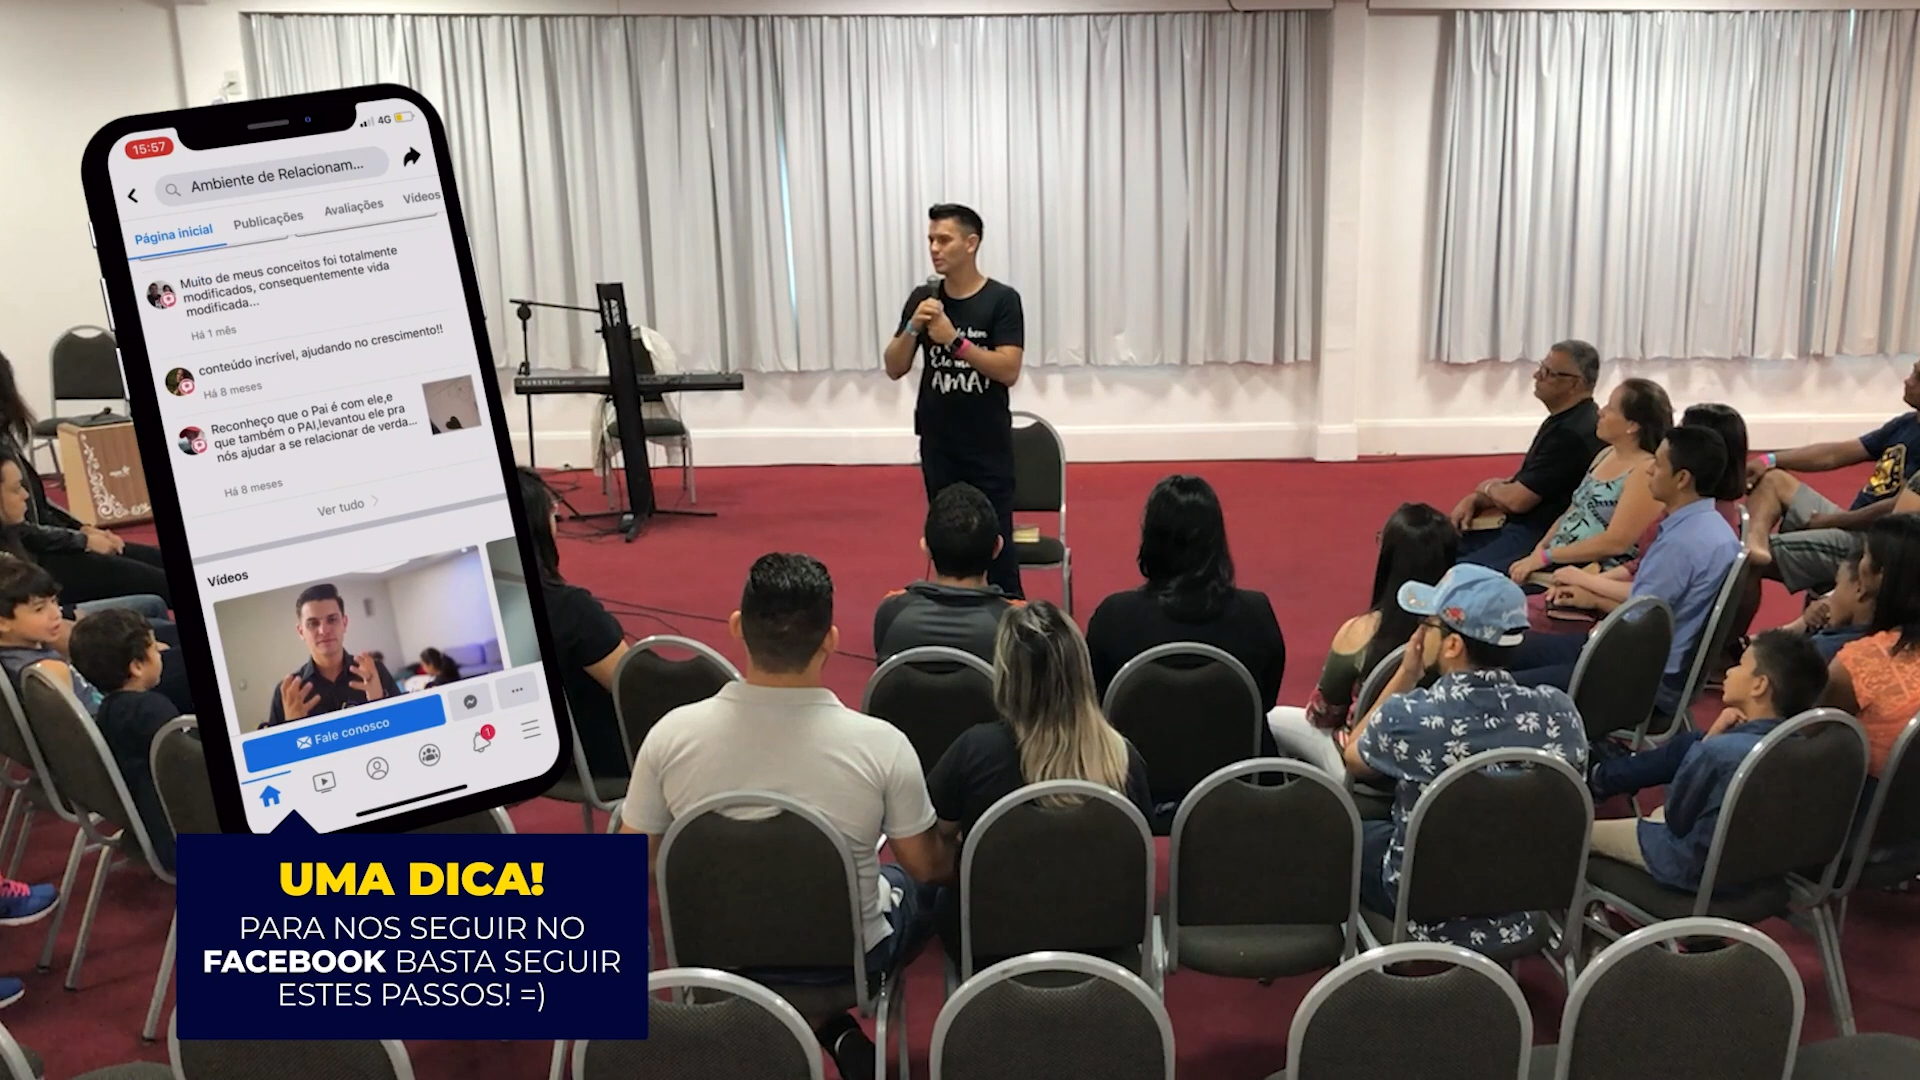 15:57
4G
Ambiente de Relacionam...
Página inicial
Publicações
Avaliações
Vídeos
Muito de meus conceitos foi totalmente
modificados, consequentemente vida
modificada...
Há 1 mês
conteúdo incrível, ajudando no crescimento!!
Há 8 meses
Reconheço que o Pai é com ele,e
que também o PAI,levantou ele pra
nós ajudar a se relacionar de verda...
Há 8 meses
Ver tudo
Vídeos
Fale conosco
1
bem
AMA!
UMA DICA!
PARA NOS SEGUIR NO
FACEBOOK BASTA SEGUIR
ESTES PASSOS! =)